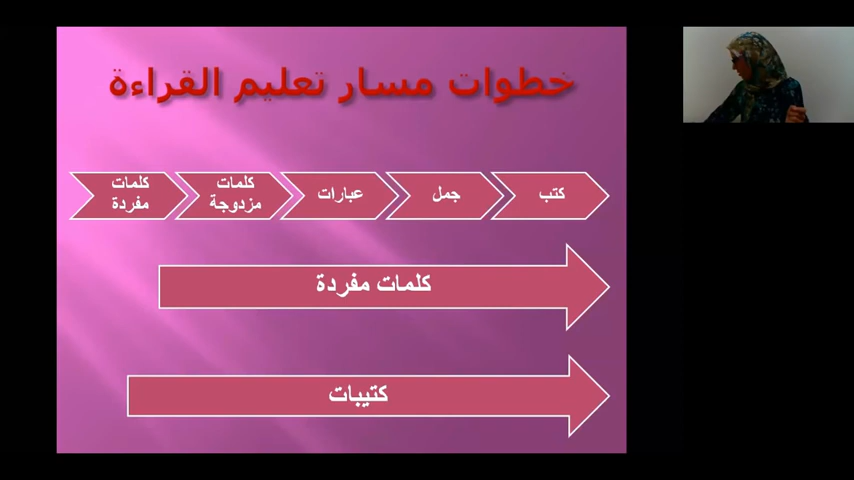 خطوات مسار تعليم القراءة
كلمات
مفردة
كلمات
مزدوجة
عبارات
جمل
كتب
كلمات مفردة
كتيبات